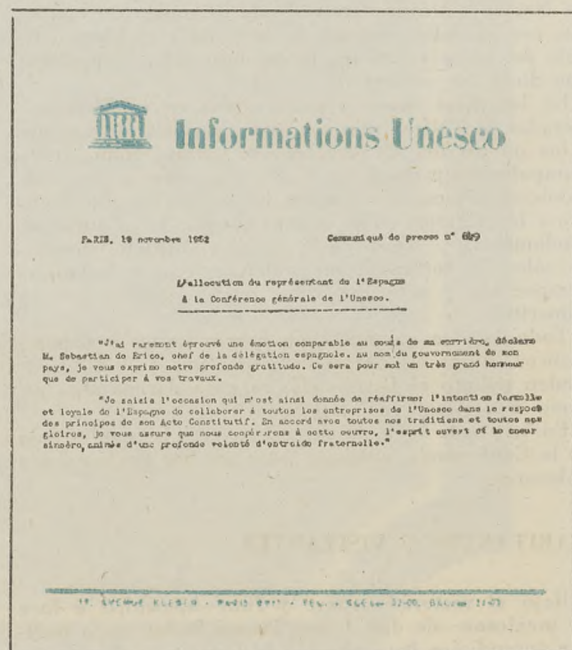 Informations Unesco
PARIS, 19 novembre 1952
Communiqué de presse n° 649
L'allocution du représentant de l'Espagne
à la Conférence générale de l'Unesco.
"J'ai rarement éprouvé une émotion comparable au cours de ma carrière, déclare
M. Sebastian de Erice, chef de la délégation espagnole. Au nom du gouvernement de mon
pays, je vous exprime notre profonde gratitude. Ce sera pour moi un très grand honneur
que de participer à vos travaux.
"Je saisis l'occasion qui m'est ainsi donnée de réaffirmer l'intention formelle
et loyale de l'Espagne de collaborer à toutes les entreprises de l'Unesco dans le respect
des principes de son Acte Constitutif. En accord avec toutes nos traditions et toutes nos
gloires, je vous assure que nous coopérerons à cette oeuvre, l'esprit ouvert et le coeur
sincère, animés d'une profonde volonté d'entraide fraternelle."
19, AVENUE KLEBER - PARIS